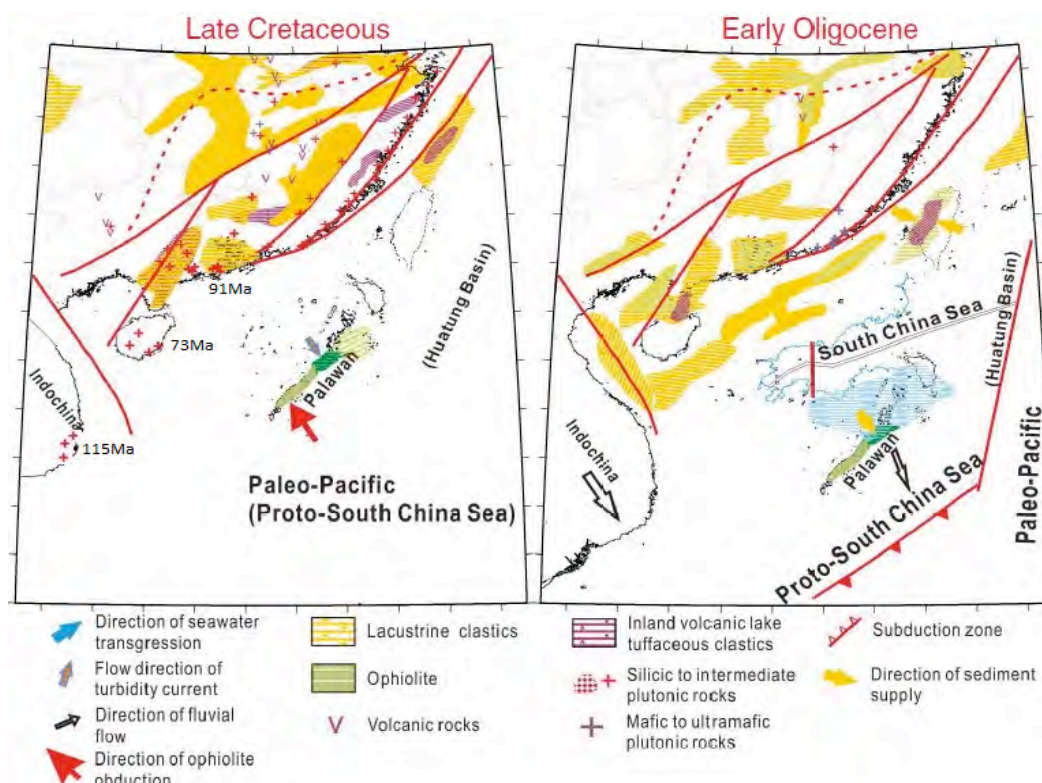 Late Cretaceous
91Ma
73Ma
Indochina
115Ma
Palawan
(Huatung Basin)
Paleo-Pacific
(Proto-South China Sea)
Early Oligocene
South China Sea
(Huatung Basin)
Indochina
Palawan
Proto-South China Sea
Paleo-Pacific
Direction of seawater
transgression
Flow direction of
turbidity current
Direction of fluvial
flow
Direction of ophiolite
obduction
Lacustrine clastics
Ophiolite
Volcanic rocks
Inland volcanic lake
tuffaceous clastics
Silicic to intermediate
plutonic rocks
Mafic to ultramafic
plutonic rocks
Subduction zone
Direction of sediment
supply